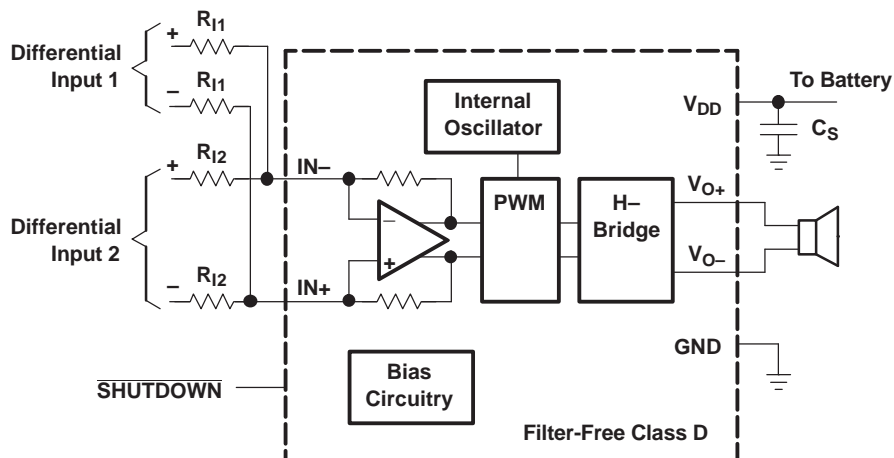 Differential
Input 1
+
R_I1
−
R_I1
Differential
Input 2
+
R_I2
−
R_I2
IN−
IN+
−
+
Internal
Oscillator
PWM
H−
Bridge
V_DD
To Battery
C_S
V_O+
V_O−
GND
SHUTDOWN
Bias
Circuitry
Filter-Free Class D